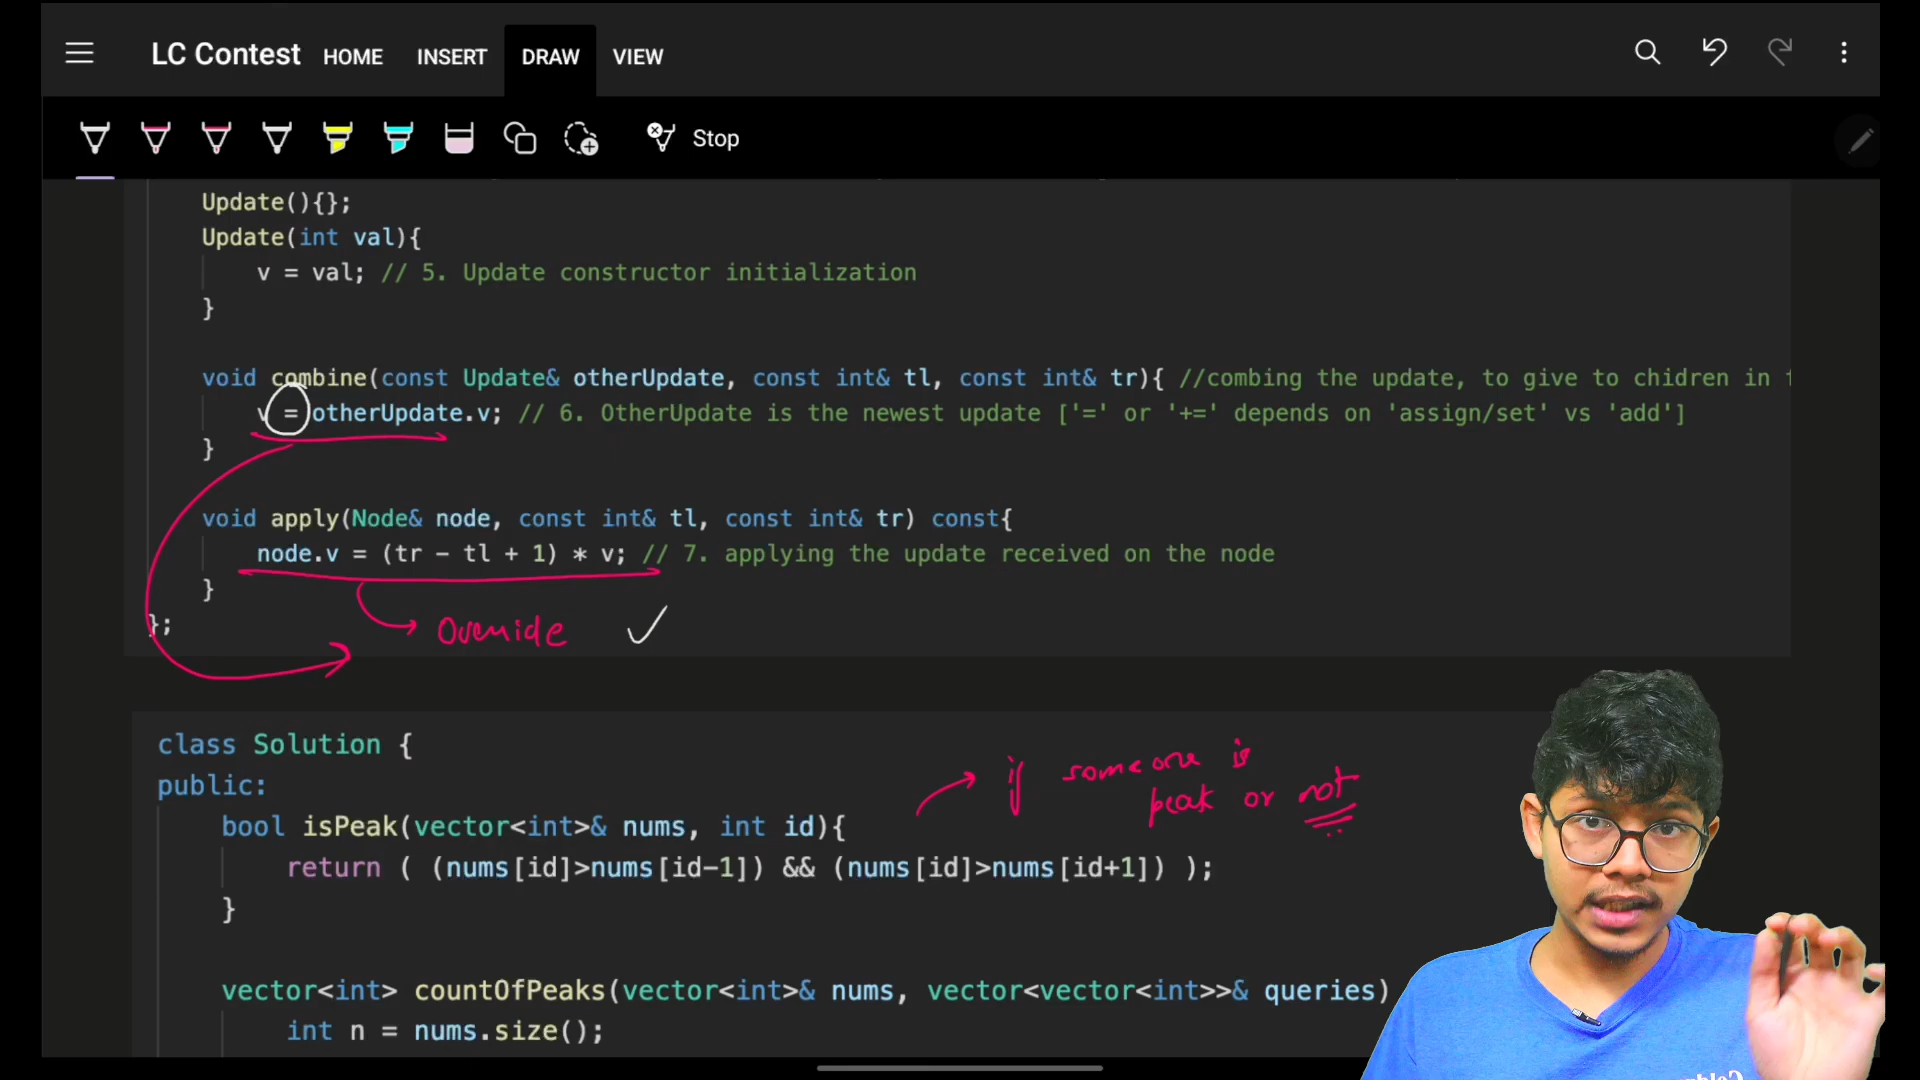 LC Contest HOME INSERT DRAW VIEW
Stop
Update(){};
Update(int val){
v = val; // 5. Update constructor initialization
}
void combine(const Update& otherUpdate, const int& tl, const int& tr){ //combing the update, to give to chidren in
v = otherUpdate.v; // 6. OtherUpdate is the newest update ['=' or '+=' depends on 'assign/set' vs 'add']
}
void apply(Node& node, const int& tl, const int& tr) const{
node.v = (tr - tl + 1) * v; // 7. applying the update received on the node
}
};
Override
class Solution {
public:
if someone is
peak or not
bool isPeak(vector<int>& nums, int id){
return ( (nums[id]>nums[id-1]) && (nums[id]>nums[id+1]) );
}
vector<int> countOfPeaks(vector<int>& nums, vector<vector<int>>& queries)
int n = nums.size();